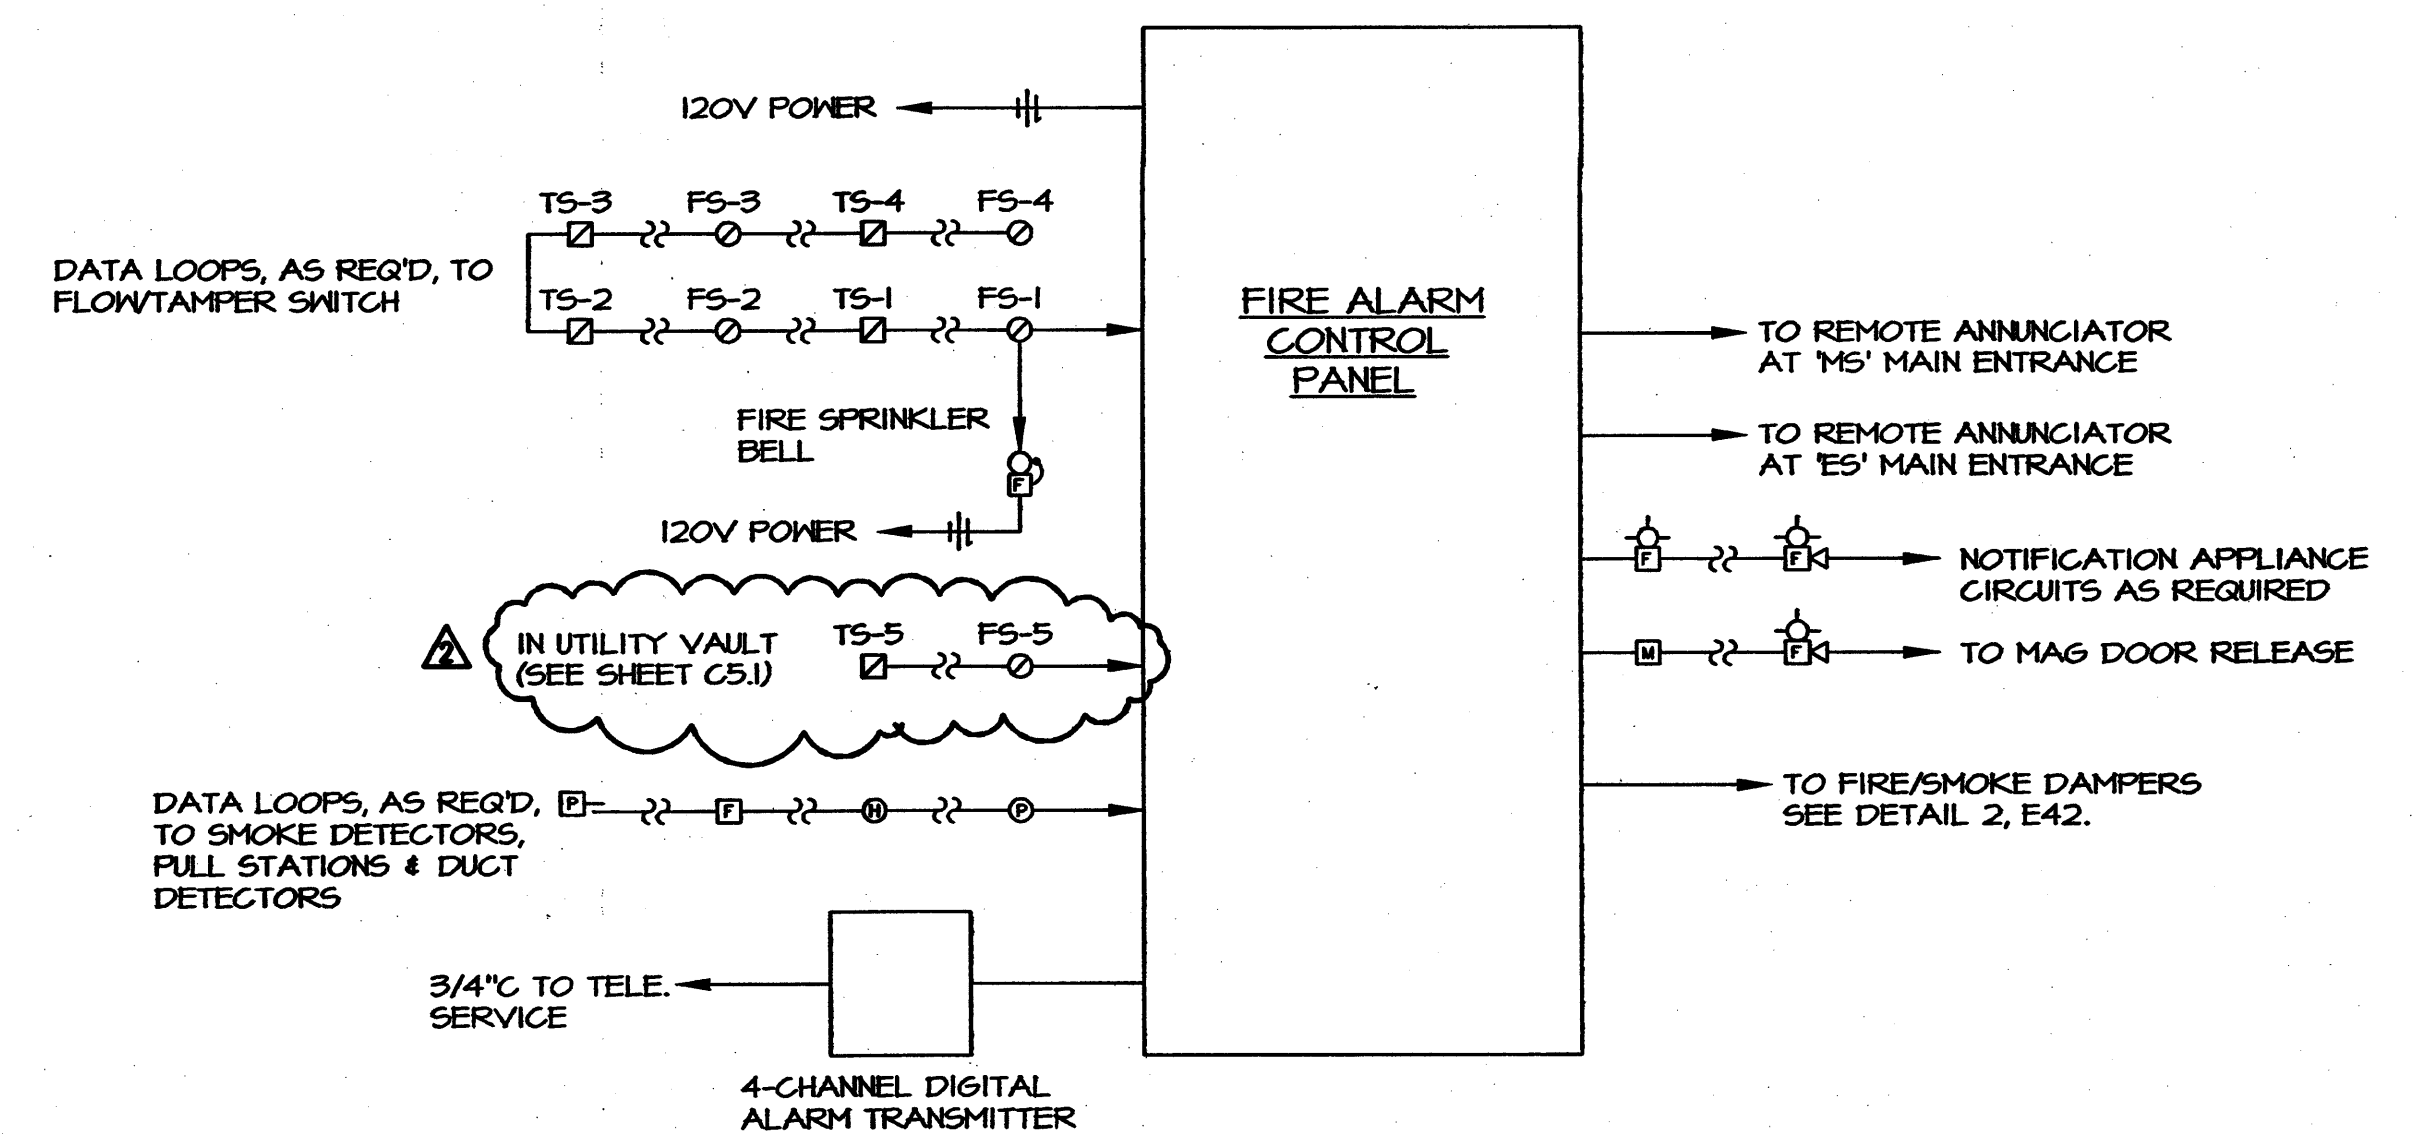 120V POWER
TS-3 FS-3 TS-4 FS-4
DATA LOOPS, AS REQ'D, TO
FLOW/TAMPER SWITCH
TS-2 FS-2 TS-1 FS-1
FIRE SPRINKLER
BELL
F
120V POWER
2
IN UTILITY VAULT
(SEE SHEET C5.1)
TS-5 FS-5
DATA LOOPS, AS REQ'D,
TO SMOKE DETECTORS,
PULL STATIONS & DUCT
DETECTORS
P F H P
3/4"C TO TELE.
SERVICE
4-CHANNEL DIGITAL
ALARM TRANSMITTER
FIRE ALARM
CONTROL
PANEL
TO REMOTE ANNUNCIATOR
AT 'MS' MAIN ENTRANCE
TO REMOTE ANNUNCIATOR
AT 'ES' MAIN ENTRANCE
F F
NOTIFICATION APPLIANCE
CIRCUITS AS REQUIRED
M F
TO MAG DOOR RELEASE
TO FIRE/SMOKE DAMPERS
SEE DETAIL 2, E42.